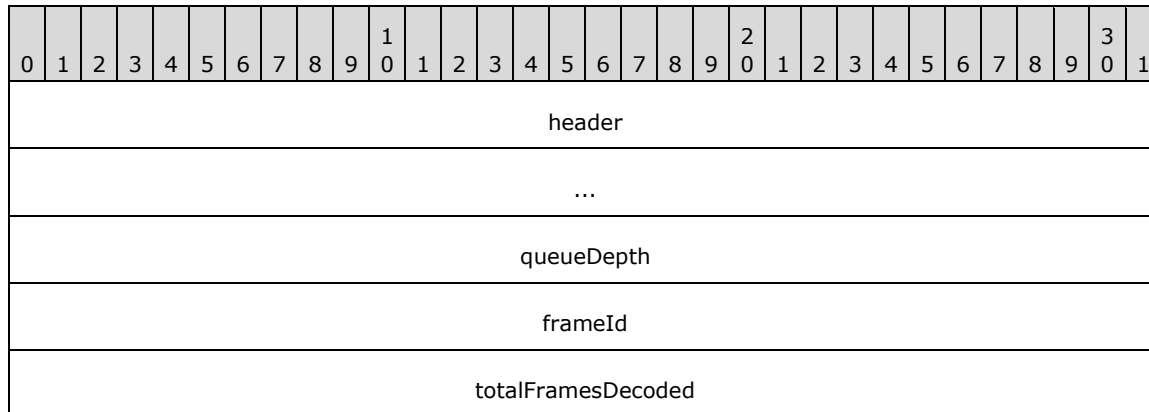 1 2 3
0 1 2 3 4 5 6 7 8 9 0 1 2 3 4 5 6 7 8 9 0 1 2 3 4 5 6 7 8 9 0 1
header
...
queueDepth
frameId
totalFramesDecoded